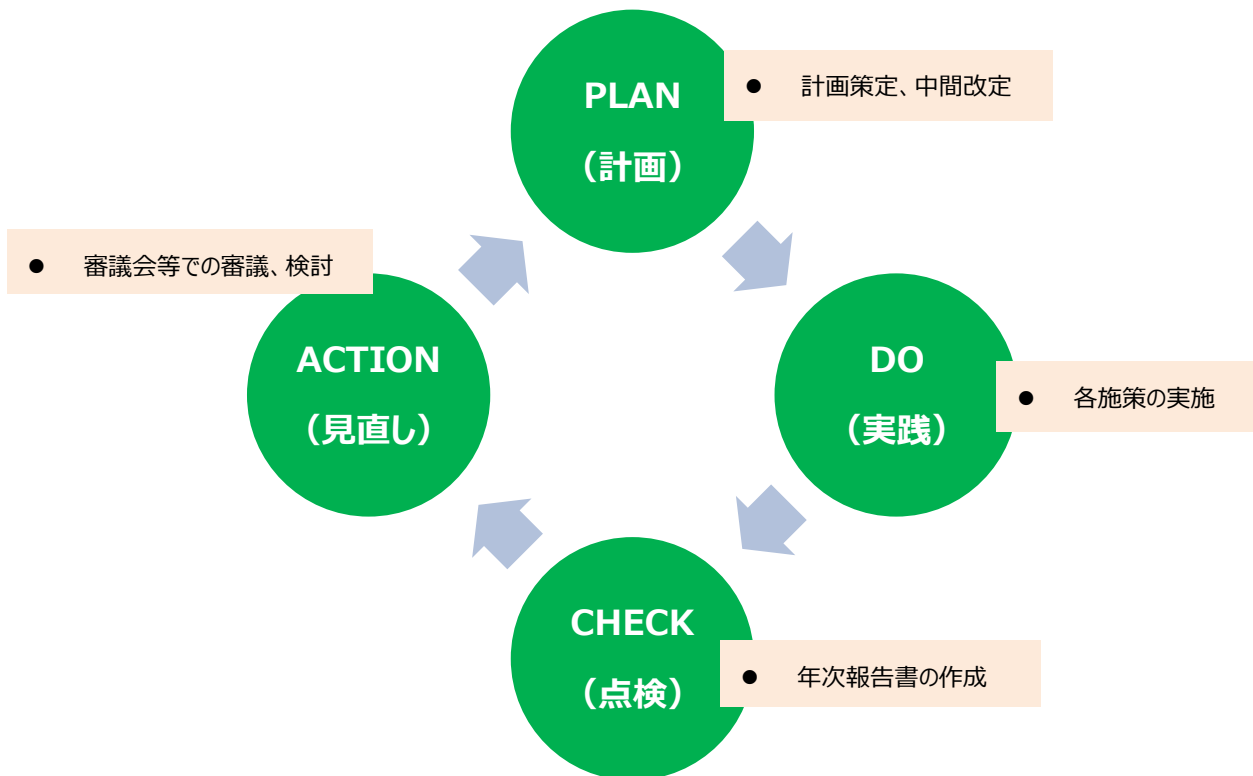 PLAN
（計画）
● 計画策定、中間改定
● 審議会等での審議、検討
ACTION
（見直し）
DO
（実践）
● 各施策の実施
CHECK
（点検）
● 年次報告書の作成